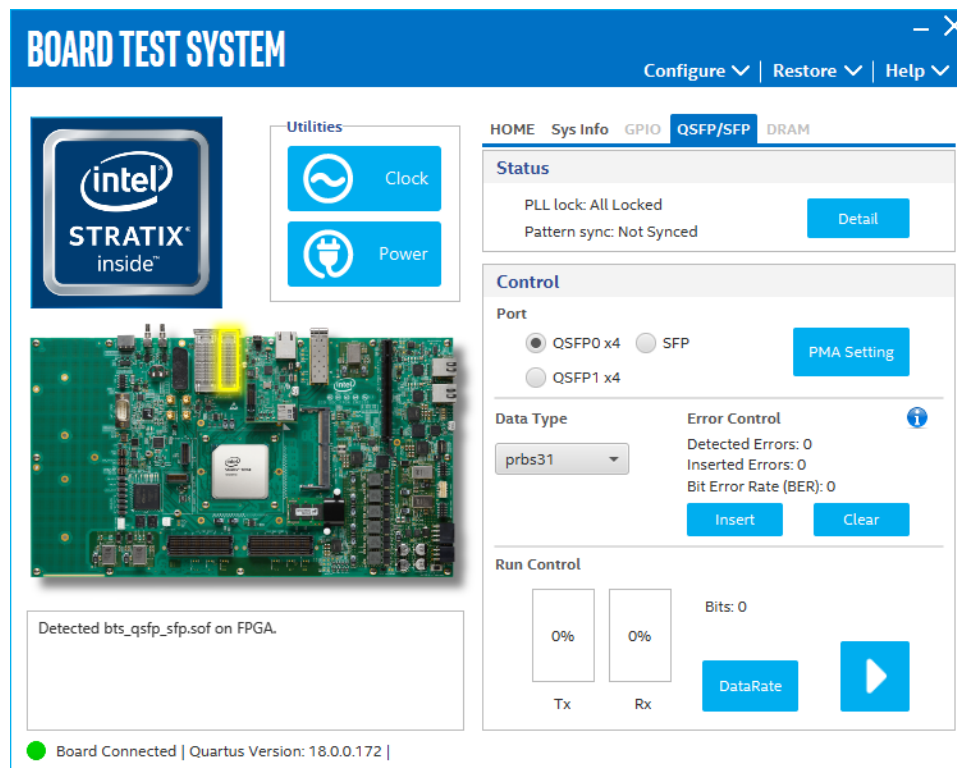 BOARD TEST SYSTEM
Configure | Restore | Help
Utilities
Clock
Power
intel
STRATIX
inside™
HOME Sys Info GPIO QSFP/SFP DRAM
Status
PLL lock: All Locked
Pattern sync: Not Synced
Detail
Control
Port
QSFP0 x4 SFP
QSFP1 x4
PMA Setting
Data Type
prbs31
Error Control
Detected Errors: 0
Inserted Errors: 0
Bit Error Rate (BER): 0
Insert Clear
Run Control
0% 0%
Tx Rx
Bits: 0
DataRate
Detected bts_qsfp_sfp.sof on FPGA.
Board Connected | Quartus Version: 18.0.0.172 |